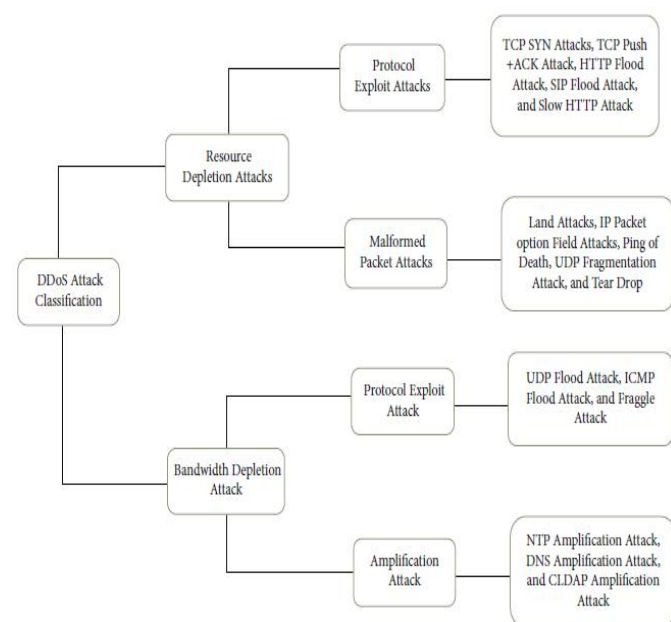 TCP SYN Attacks, TCP Push
+ACK Attack, HTTP Flood
Attack, SIP Flood Attack,
and Slow HTTP Attack
Protocol
Exploit Attacks
Resource
Depletion Attacks
Land Attacks, IP Packet
option Field Attacks, Ping of
Death, UDP Fragmentation
Attack, and Tear Drop
Malformed
Packet Attacks
DDoS Attack
Classification
UDP Flood Attack, ICMP
Flood Attack, and Fraggle
Attack
Protocol Exploit
Attack
Bandwidth Depletion
Attack
NTP Amplification Attack,
DNS Amplification Attack,
and CLDAP Amplification
Attack
Amplification
Attack